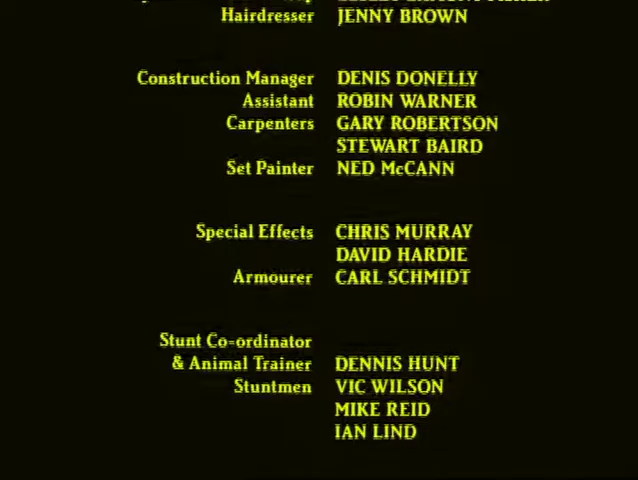 Hairdresser JENNY BROWN
Construction Manager DENIS DONELLY
Assistant ROBIN WARNER
Carpenters GARY ROBERTSON
STEWART BAIRD
Set Painter NED McCANN
Special Effects CHRIS MURRAY
DAVID HARDIE
Armourer CARL SCHMIDT
Stunt Co-ordinator
& Animal Trainer DENNIS HUNT
Stuntmen VIC WILSON
MIKE REID
IAN LIND